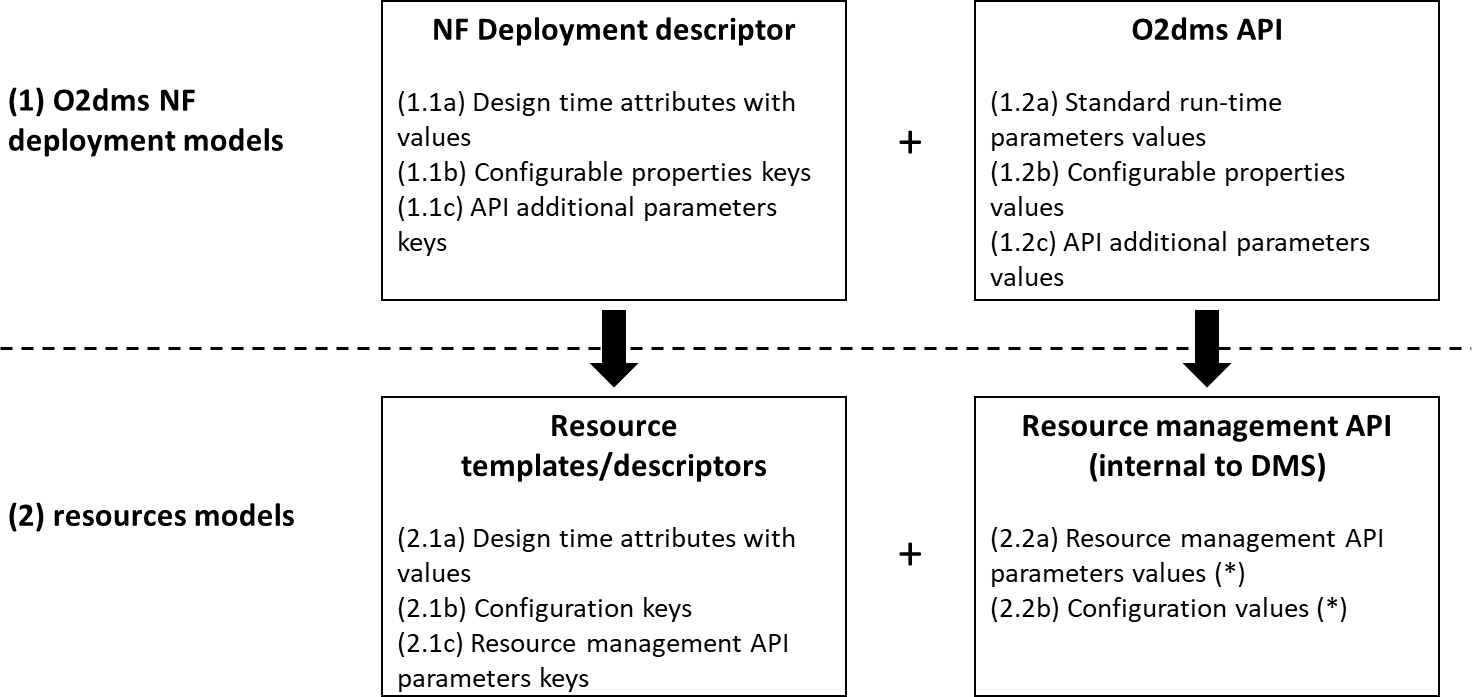 (1) O2dms NF
deployment models
NF Deployment descriptor
(1.1a) Design time attributes with
values
(1.1b) Configurable properties keys
(1.1c) API additional parameters
keys
+
O2dms API
(1.2a) Standard run-time
parameters values
(1.2b) Configurable properties
values
(1.2c) API additional parameters
values
(2) resources models
Resource
templates/descriptors
(2.1a) Design time attributes with
values
(2.1b) Configuration keys
(2.1c) Resource management API
parameters keys
+
Resource management API
(internal to DMS)
(2.2a) Resource management API
parameters values (*)
(2.2b) Configuration values (*)